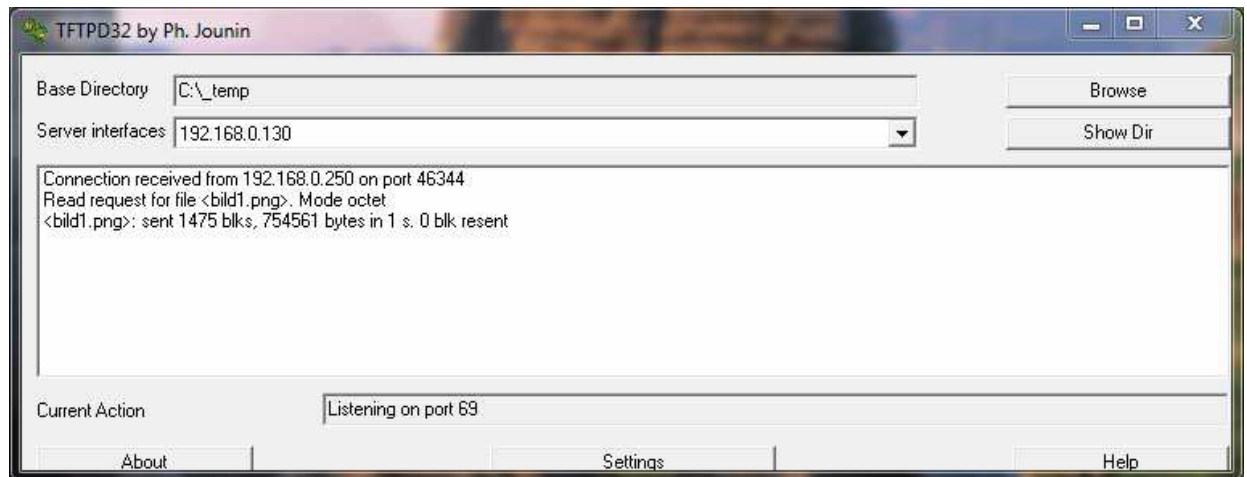 TFTPD32 by Ph. Jounin
Base Directory C:\_temp Browse
Server interfaces 192.168.0.130 Show Dir
Connection received from 192.168.0.250 on port 46344
Read request for file <bild1.png>. Mode octet
<bild1.png>: sent 1475 blks, 754561 bytes in 1 s. 0 blk resent
Current Action Listening on port 69
About Settings Help